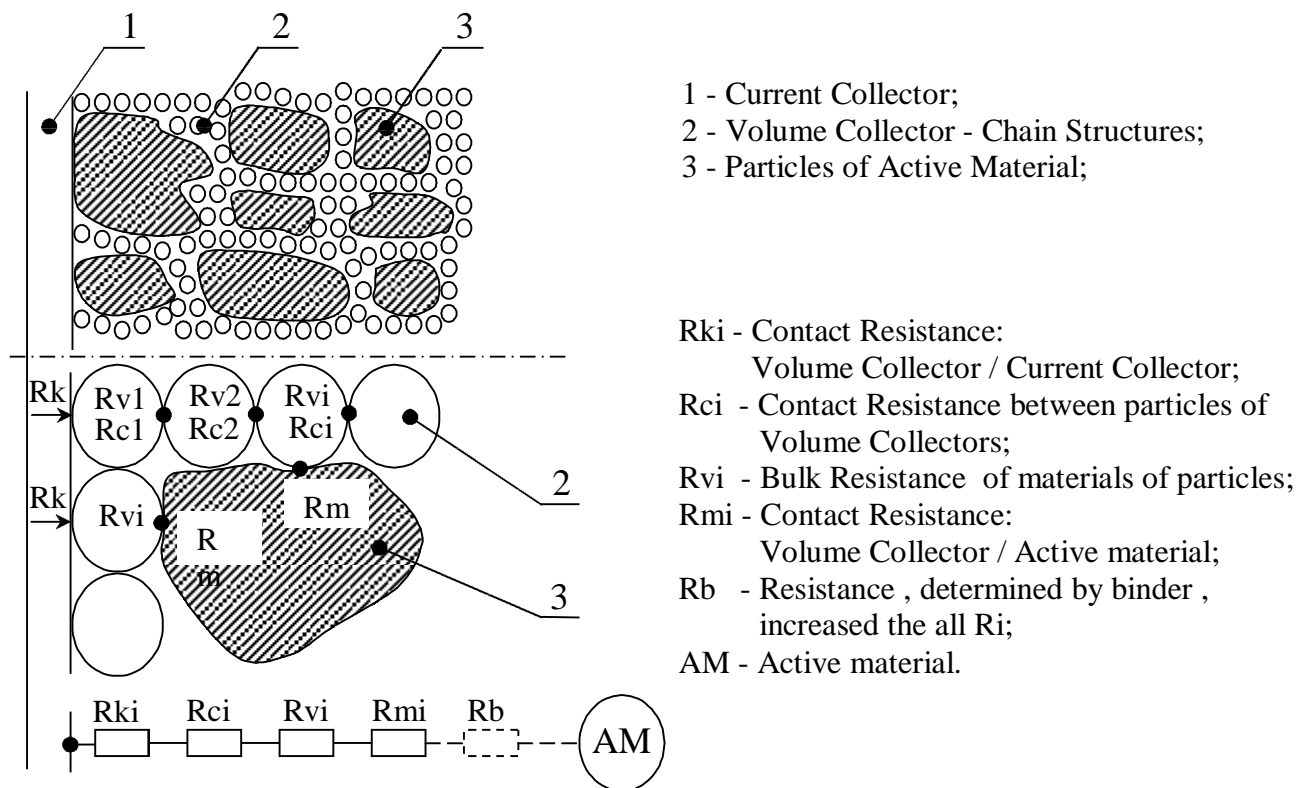 1 2 3
1 - Current Collector;
2 - Volume Collector - Chain Structures;
3 - Particles of Active Material;
Rki - Contact Resistance:
Volume Collector / Current Collector;
Rci - Contact Resistance between particles of
Volume Collectors;
Rvi - Bulk Resistance of materials of particles;
Rmi - Contact Resistance:
Volume Collector / Active material;
Rb - Resistance , determined by binder ,
increased the all Ri;
AM - Active material.
Rk Rv1 Rv2 Rvi
Rc1 Rc2 Rci
2
Rk Rvi Rm
R
m
3
Rki Rci Rvi Rmi Rb
AM